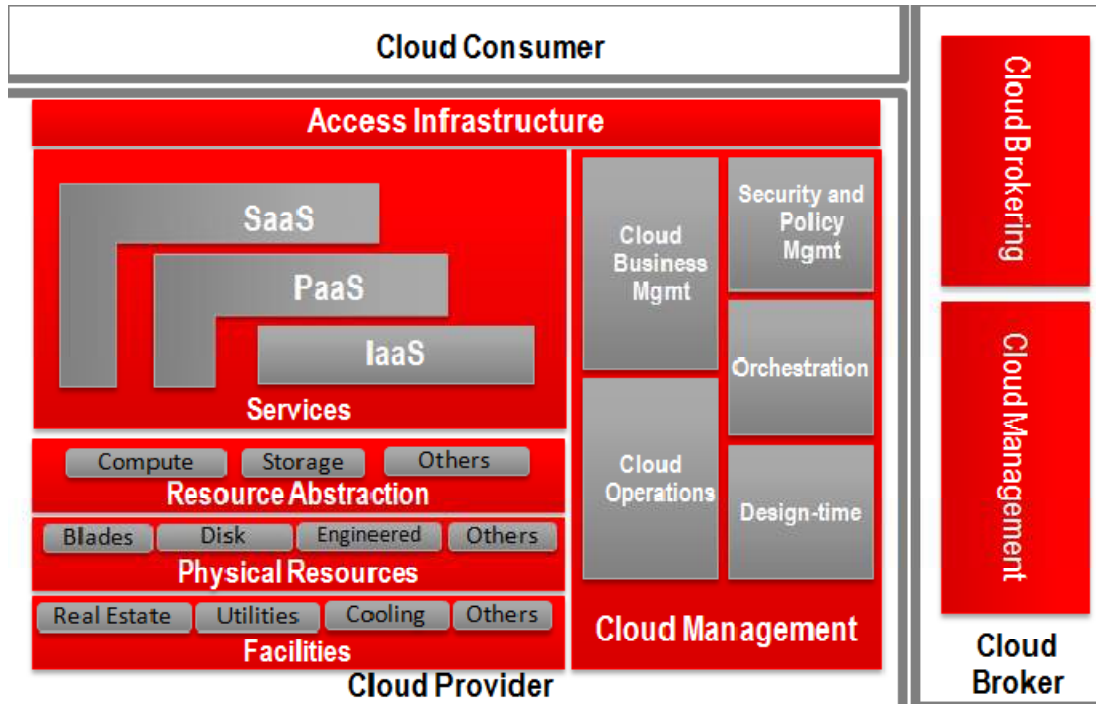 Cloud Consumer
Access Infrastructure
SaaS
PaaS
IaaS
Services
Compute
Storage
Others
Resource Abstraction
Blades
Disk
Engineered
Others
Physical Resources
Real Estate
Utilities
Cooling
Others
Facilities
Cloud
Business
Mgmt
Security and
Policy
Mgmt
Orchestration
Cloud
Operations
Design-time
Cloud Management
Cloud Provider
Cloud Brokering
Cloud Management
Cloud
Broker